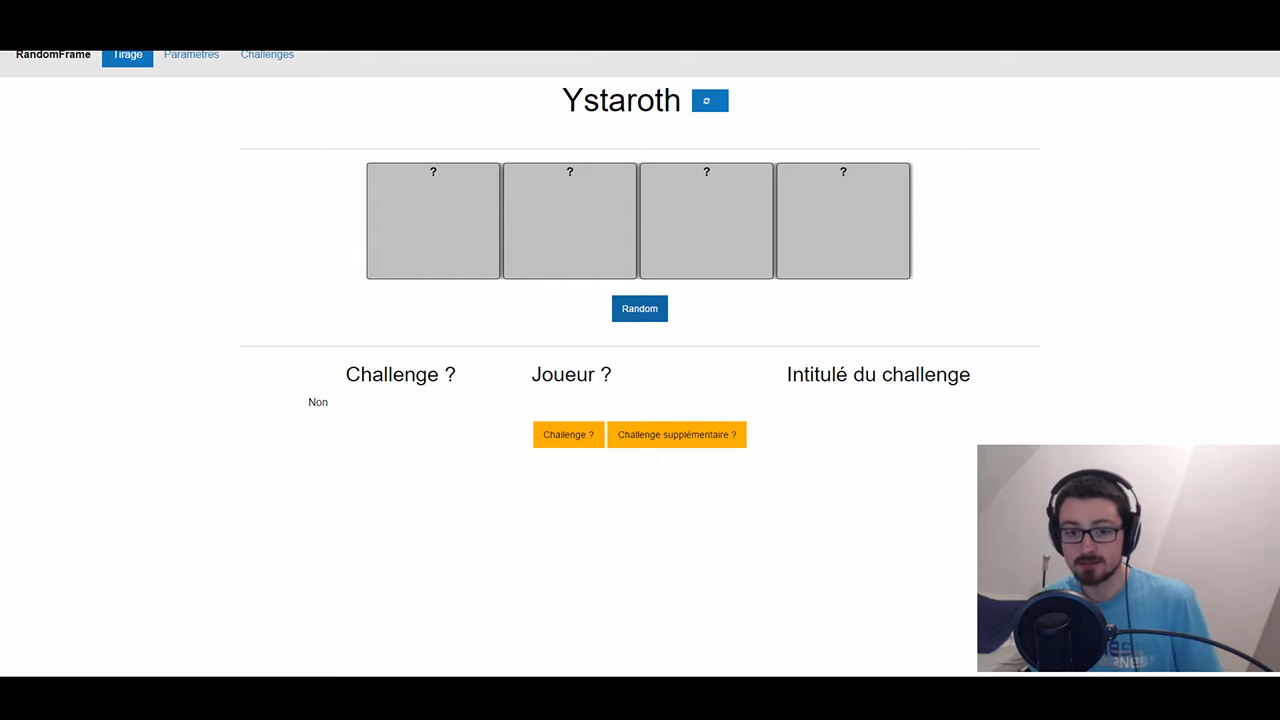 RandomFrame Tirage Paramètres Challenges
Ystaroth
? ? ? ?
Random
Challenge ? Joueur ? Intitulé du challenge
Non
Challenge ? Challenge supplémentaire ?